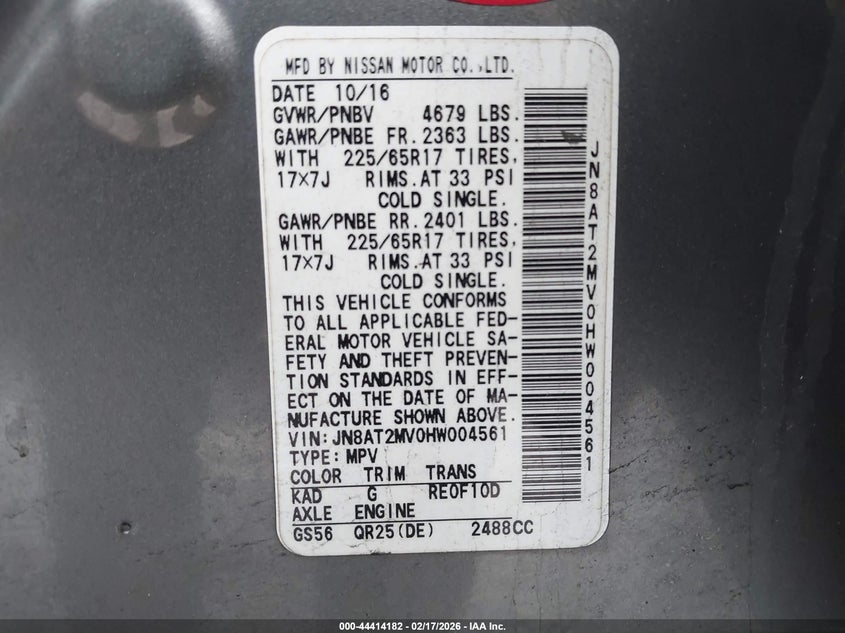 MFD BY NISSAN MOTOR CO.,LTD.
DATE 10/16
GVWR/PNBV 4679 LBS.
GAWR/PNBE FR. 2363 LBS.
WITH 225/65R17 TIRES,
17×7J RIMS. AT 33 PSI
COLD SINGLE.
GAWR/PNBE RR. 2401 LBS.
WITH 225/65R17 TIRES,
17×7J RIMS. AT 33 PSI
COLD SINGLE.
THIS VEHICLE CONFORMS
TO ALL APPLICABLE FED-
ERAL MOTOR VEHICLE SA-
FETY AND THEFT PREVEN-
TION STANDARDS IN EFF-
ECT ON THE DATE OF MA-
NUFACTURE SHOWN ABOVE.
VIN: JN8AT2MV0HW004561
TYPE: MPV
COLOR TRIM TRANS
KAD G RE0F10D
AXLE ENGINE
GS56 QR25(DE) 2488CC
JN8AT2MV0HW004561
000-44414182 - 02/17/2026 - IAA Inc.